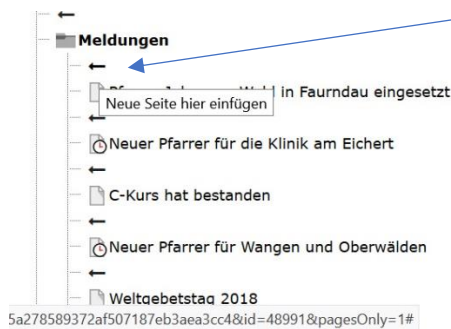 Meldungen
in Faurndau eingesetzt
Neue Seite hier einfügen
Neuer Pfarrer für die Klinik am Eichert
C-Kurs hat bestanden
Neuer Pfarrer für Wangen und Oberwälden
Weltgebetstag 2018
5a278589372af507187eb3aea3cc4&id=48991&pagesOnly=1#